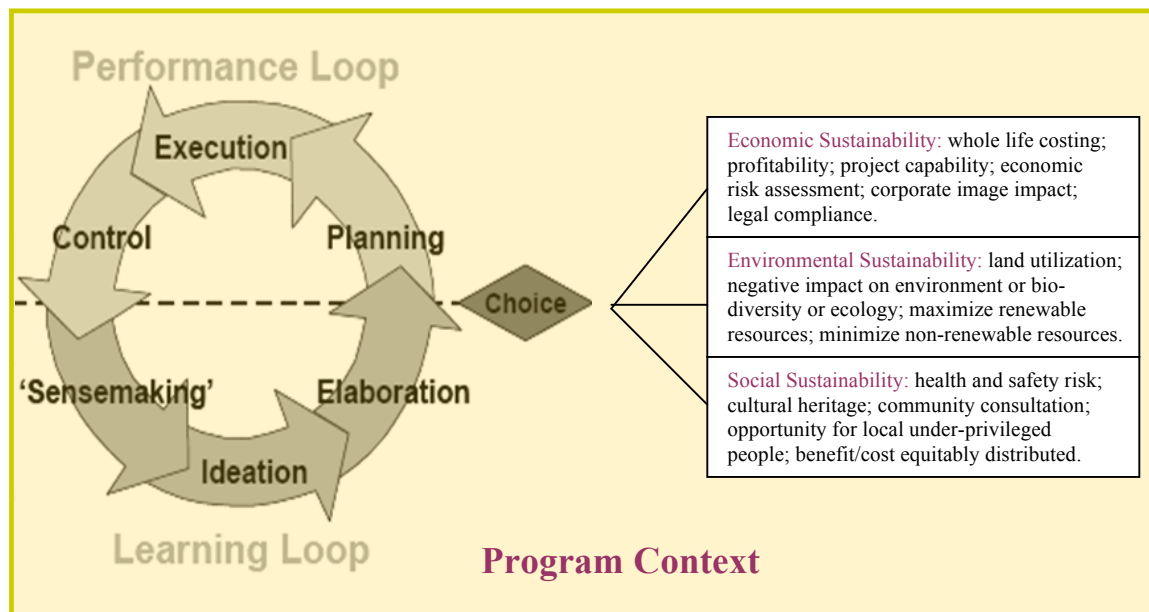 Performance Loop
Execution
Control
Planning
Choice
'Sensemaking'
Elaboration
Ideation
Learning Loop
Economic Sustainability: whole life costing;
profitability; project capability; economic
risk assessment; corporate image impact;
legal compliance.
Environmental Sustainability: land utilization;
negative impact on environment or bio-
diversity or ecology; maximize renewable
resources; minimize non-renewable resources.
Social Sustainability: health and safety risk;
cultural heritage; community consultation;
opportunity for local under-privileged
people; benefit/cost equitably distributed.
Program Context